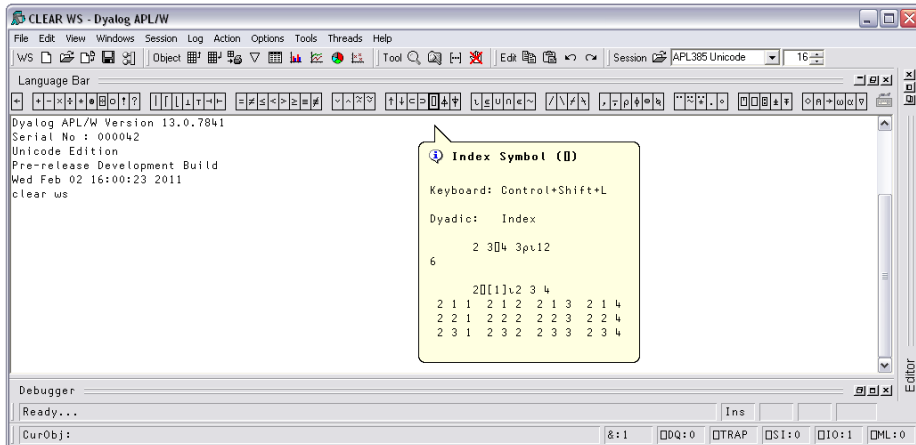 CLEAR WS - Dyalog APL/W
File Edit View Windows Session Log Action Options Tools Threads Help
WS Object Tool Edit Session APL385 Unicode 16
Language Bar
Dyalog APL/W Version 13.0.7841
Serial No : 000042
Unicode Edition
Pre-release Development Build
Wed Feb 02 16:00:23 2011
clear ws
Index Symbol (⌷)
Keyboard: Control+Shift+L
Dyadic: Index
2 3⌷4 3⍴⍳12
6
2⌷[1]⍳2 3 4
2 1 1 2 1 2 2 1 3 2 1 4
2 2 1 2 2 2 2 2 3 2 2 4
2 3 1 2 3 2 2 3 3 2 3 4
Editor
Debugger
Ready...
Ins
CurObj:
&:1
⎕DQ:0
⎕TRAP
⎕SI:0
⎕IO:1
⎕ML:0